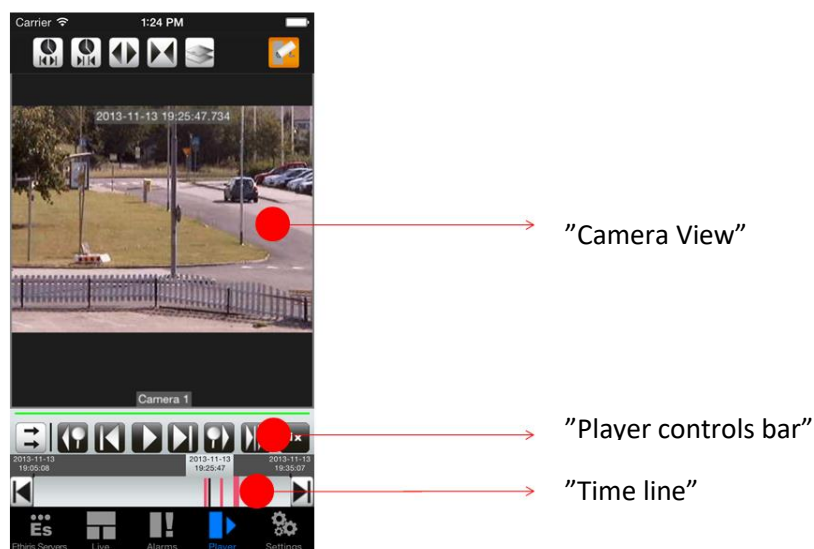 Carrier 1:24 PM
2013-11-13 19:25:47.734
”Camera View”
Camera 1
”Player controls bar”
2013-11-13 2013-11-13 2013-11-13
19:05:08 19:25:47 19:35:07
”Time line”
Es
Ethiris Servers Live Alarms Player Settings